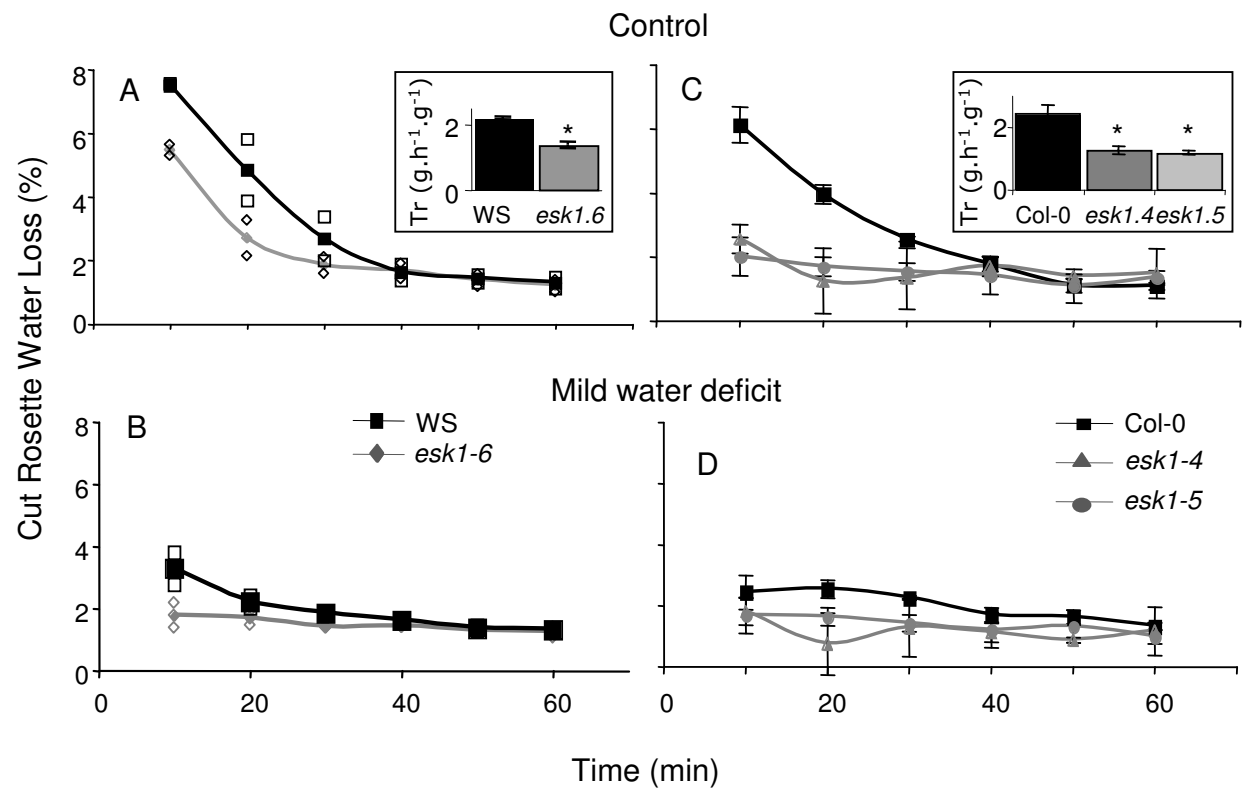 Control
Cut Rosette Water Loss (%)
A
8
6
4
2
0
Tr (g.h⁻¹.g⁻¹)
2
0
*
WS esk1.6
C
Tr (g.h⁻¹.g⁻¹)
2
0
* *
Col-0 esk1.4 esk1.5
Mild water deficit
B
8
6
4
2
0
WS
esk1-6
0 20 40 60
D
Col-0
esk1-4
esk1-5
0 20 40 60
Time (min)